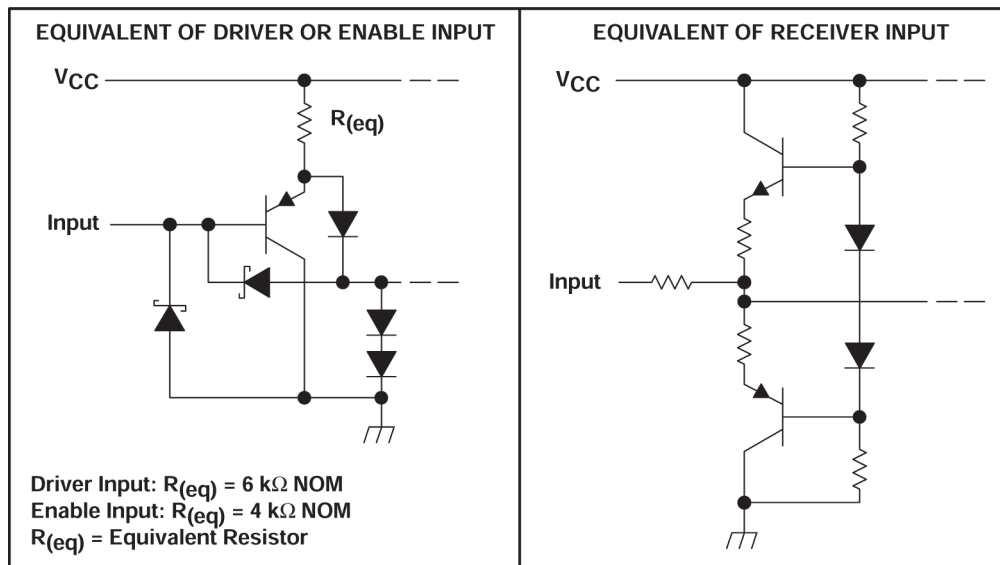 EQUIVALENT OF DRIVER OR ENABLE INPUT
VCC
R(eq)
Input
Driver Input: R(eq) = 6 kΩ NOM
Enable Input: R(eq) = 4 kΩ NOM
R(eq) = Equivalent Resistor
EQUIVALENT OF RECEIVER INPUT
VCC
Input